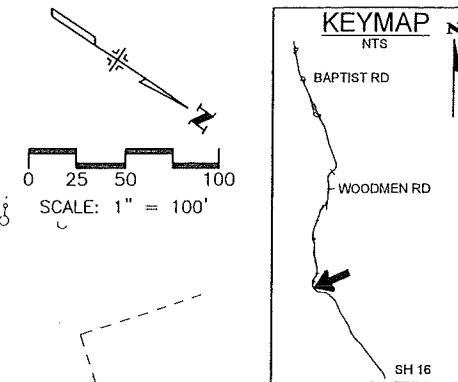 KEYMAP
N
NTS
BAPTIST RD
N
0 25 50 100
WOODMEN RD
SCALE: 1" = 100'
SH 16